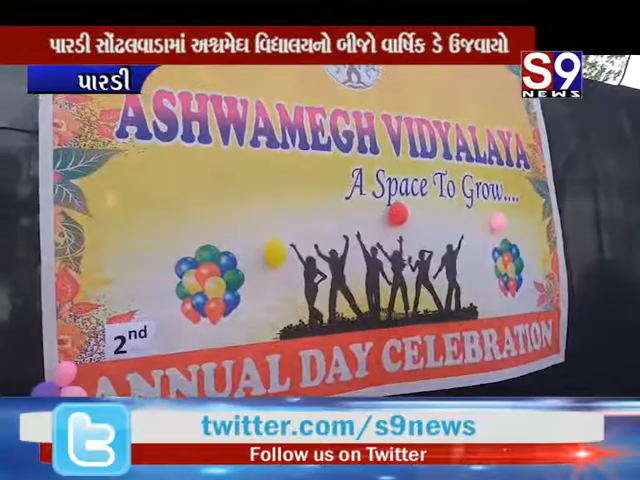 પારડી સોંઢલવાડામાં અશ્વમેઘ વિદ્યાલયનો બીજો વાર્ષિક ડે ઉજવાયો
પારડી
S9
NEWS
ASHWAMEGH VIDYALAYA
A Space To Grow....
2nd
ANNUAL DAY CELEBRATION
twitter.com/s9news
Follow us on Twitter